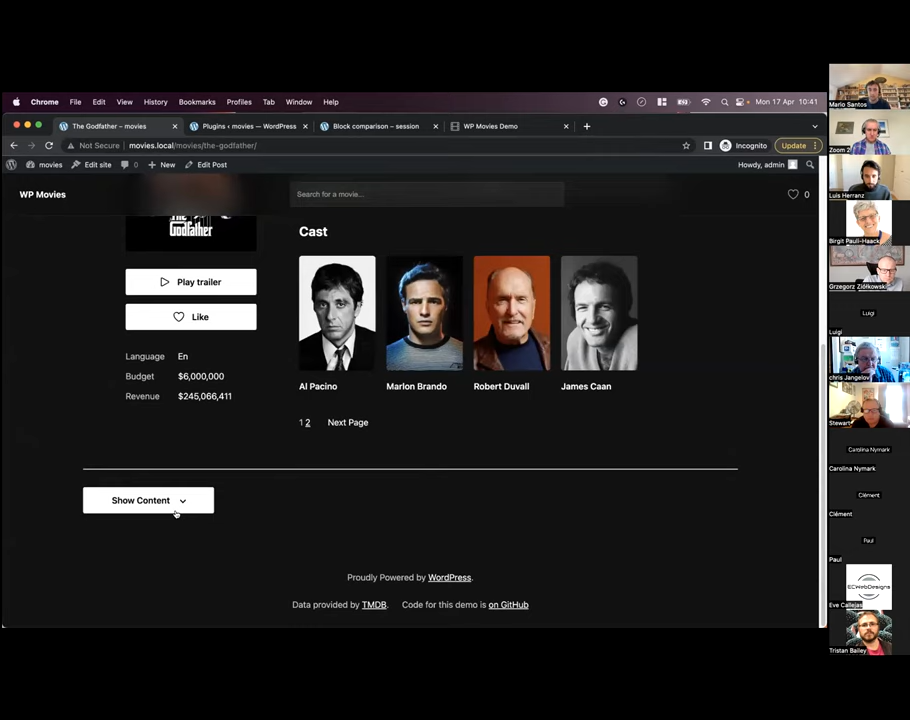 Chrome File Edit View History Bookmarks Profiles Tab Window Help Mon 17 Apr 10:41
The Godfather – movies Plugins ‹ movies — WordPress Block comparison – session WP Movies Demo
Not Secure movies.local/movies/the-godfather/ Incognito Update
movies Edit site 0 New Edit Post Howdy, admin
WP Movies Search for a movie... 0
The Godfather
Cast
Play trailer
Like
Language En
Budget $6,000,000
Revenue $245,066,411
Al Pacino Marlon Brando Robert Duvall James Caan
1 2 Next Page
Show Content
Proudly Powered by WordPress.
Data provided by TMDB. Code for this demo is on GitHub
Mario Santos
Zoom 2
Luis Herranz
Birgit Pauli-Haack
Grzegorz Ziółkowski
Luigi
Luigi
chris Jangelov
Stewart
Carolina Nymark
Carolina Nymark
Clément
Clément
Paul
Paul
ECWebDesigns
Eve Callejas
Tristan Bailey